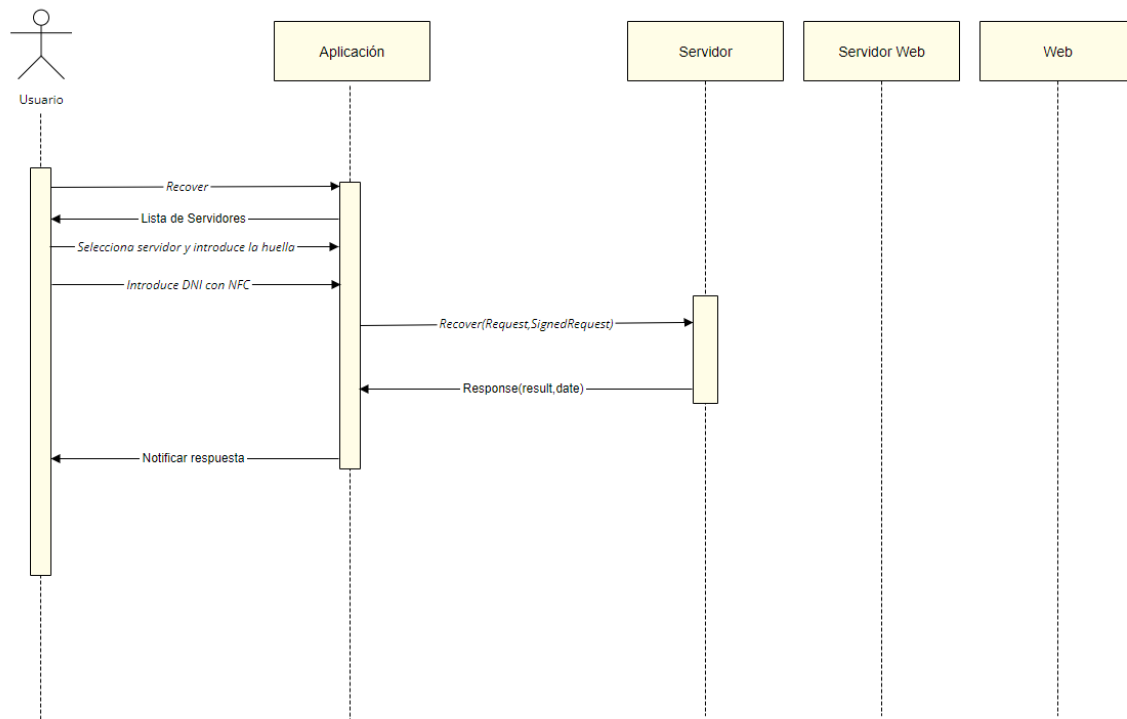 Usuario
Aplicación
Servidor
Servidor Web
Web
Recover
Lista de Servidores
Selecciona servidor y introduce la huella
Introduce DNI con NFC
Recover(Request,SignedRequest)
Response(result,date)
Notificar respuesta